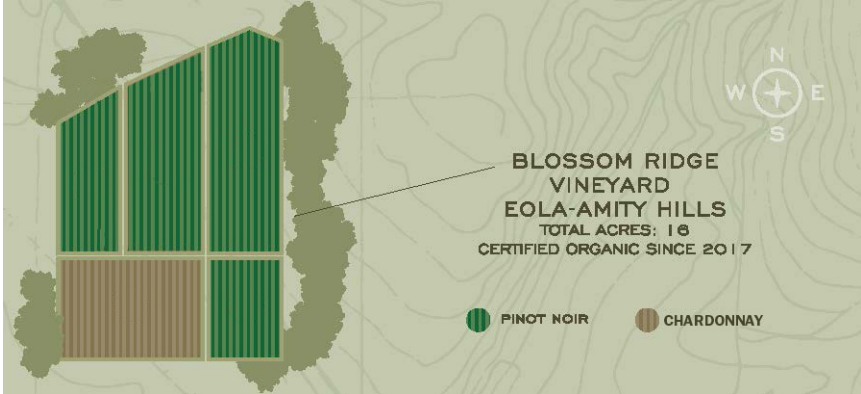 N
W E
S
BLOSSOM RIDGE
VINEYARD
EOLA-AMITY HILLS
TOTAL ACRES: 16
CERTIFIED ORGANIC SINCE 2017
PINOT NOIR CHARDONNAY